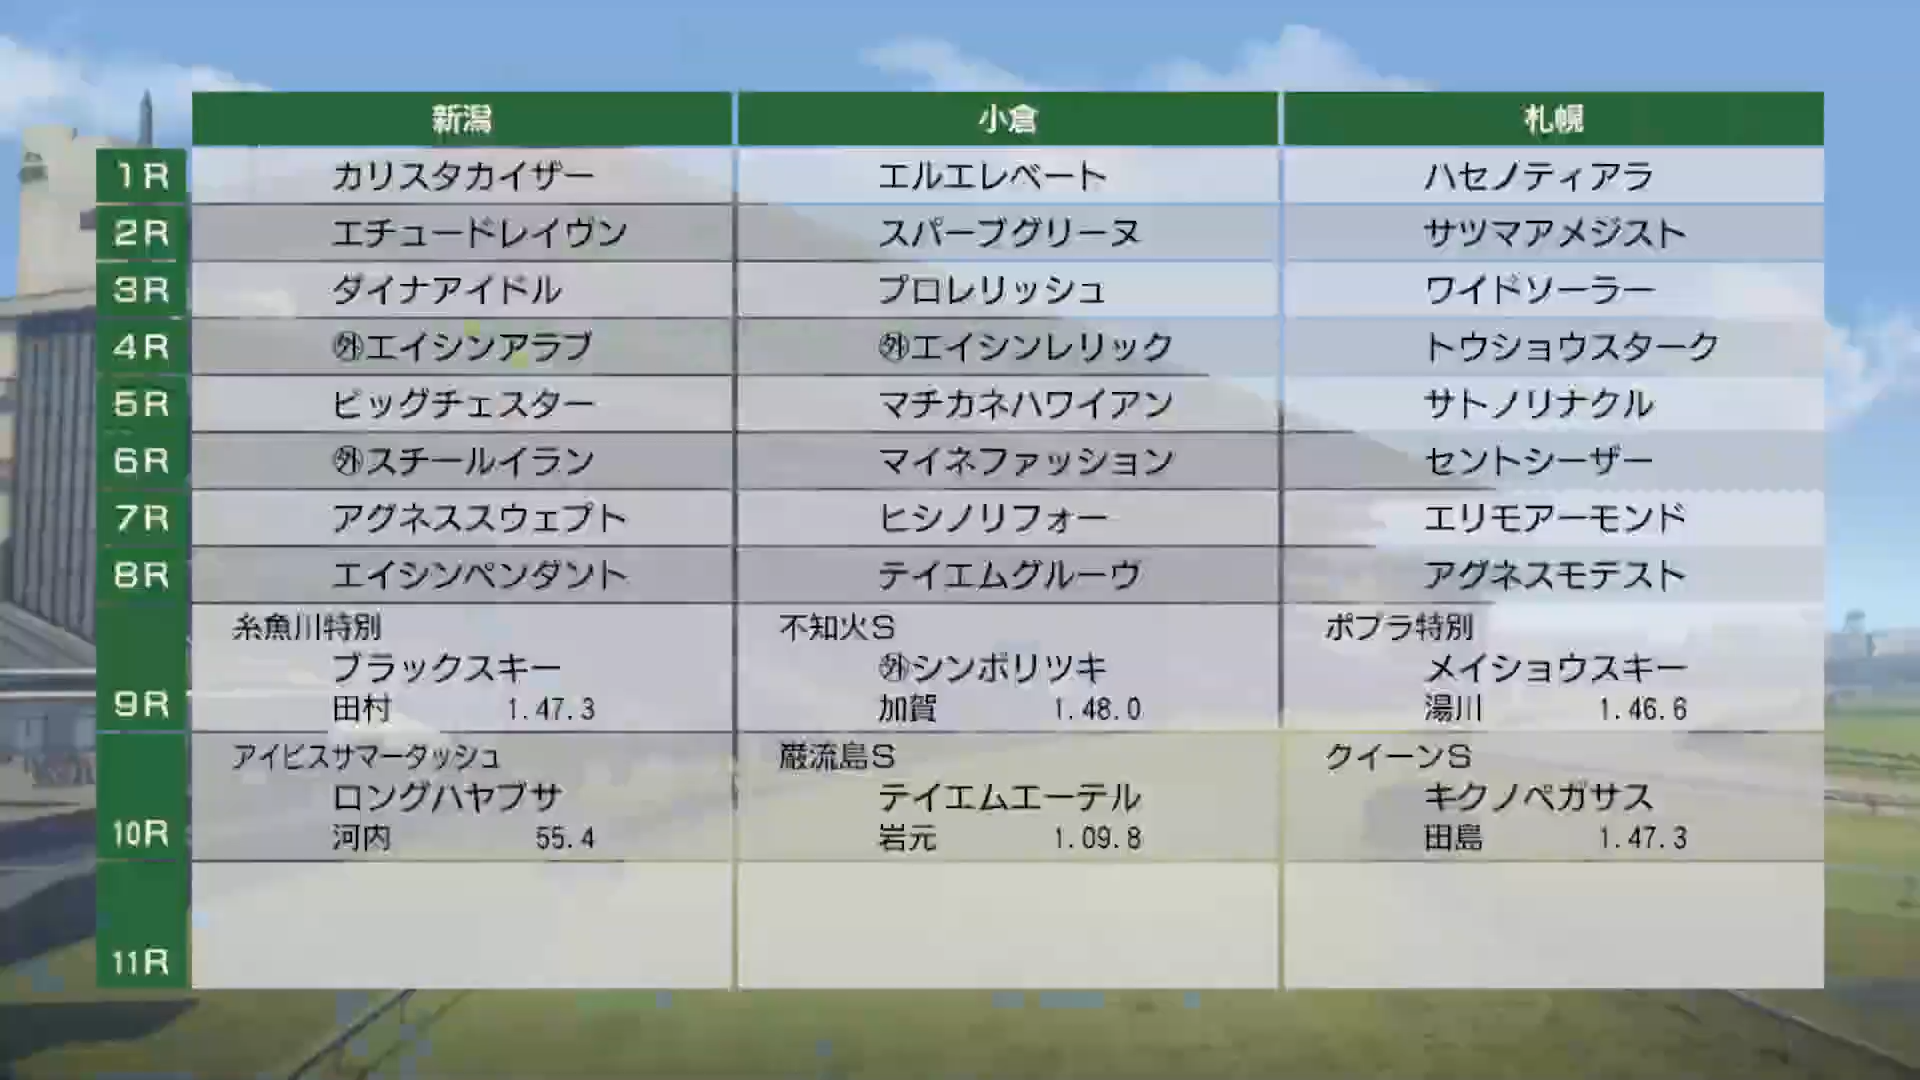 新潟 小倉 札幌
1R カリスタカイザー エルエレベート ハセノティアラ
2R エチュードレイヴン スパーブグリーヌ サツマアメジスト
3R ダイナアイドル プロレリッシュ ワイドソーラー
4R ㊕エイシンアラブ ㊕エイシンレリック トウショウスターク
5R ビッグチェスター マチカネハワイアン サトノリナクル
6R ㊕スチールイラン マイネファッション セントシーザー
7R アグネススウェプト ヒシノリフォー エリモアーモンド
8R エイシンペンダント テイエムグルーヴ アグネスモデスト
糸魚川特別 不知火S ポプラ特別
ブラックスキー 外シンボリツキ メイショウスキー
9R 田村 1.47.3 加賀 1.48.0 湯川 1.46.6
アイビスサマーダッシュ 巌流島S クイーンS
ロングハヤブサ テイエムエーテル キクノペガサス
10R 河内 55.4 岩元 1.09.8 田島 1.47.3
11R